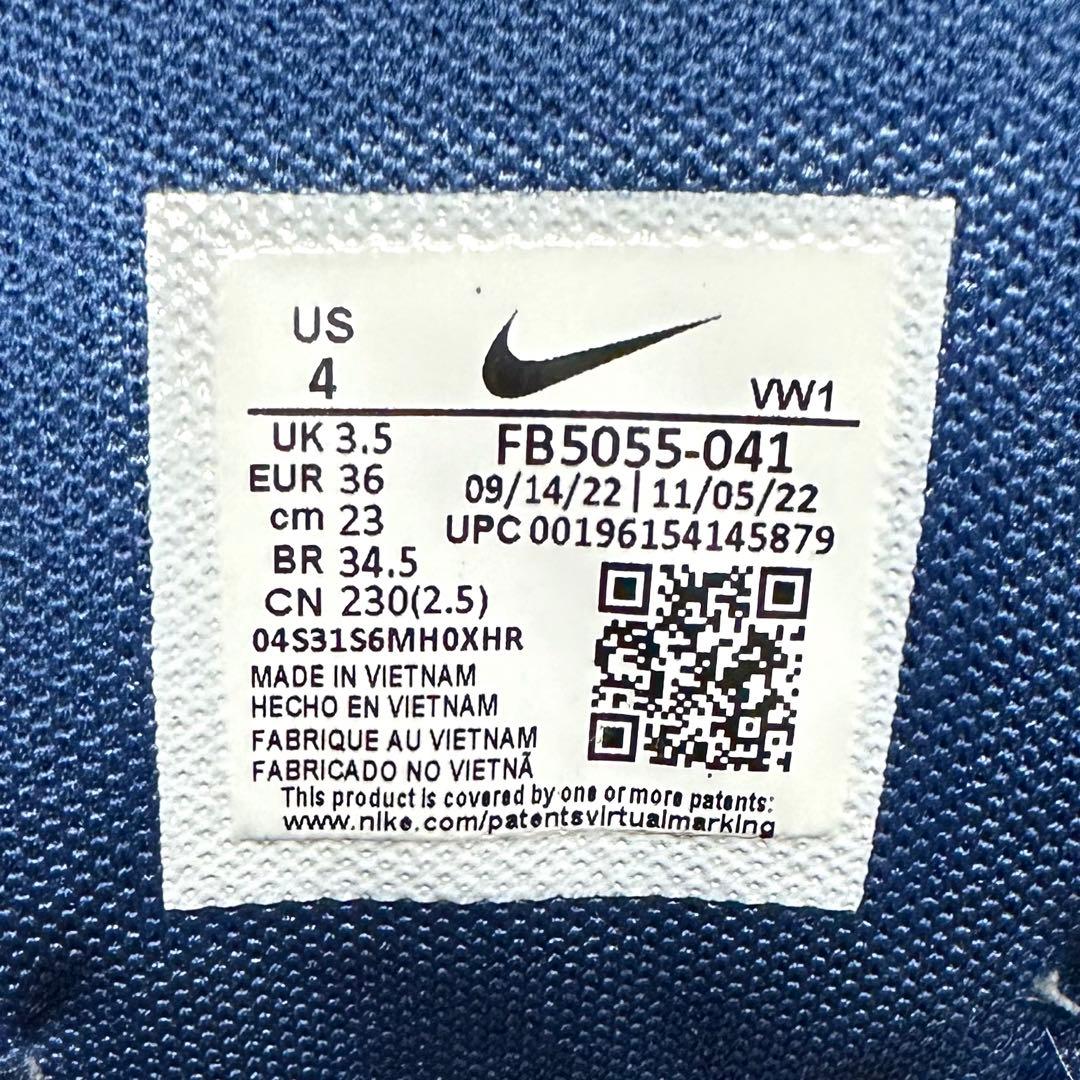 US
4
VW1
UK 3.5
EUR 36
cm 23
BR 34.5
CN 230(2.5)
FB5055-041
09/14/22 | 11/05/22
UPC 00196154145879
04S31S6MH0XHR
MADE IN VIETNAM
HECHO EN VIETNAM
FABRIQUE AU VIETNAM
FABRICADO NO VIETNÃ
This product is covered by one or more patents:
www.nike.com/patentsvirtualmarking